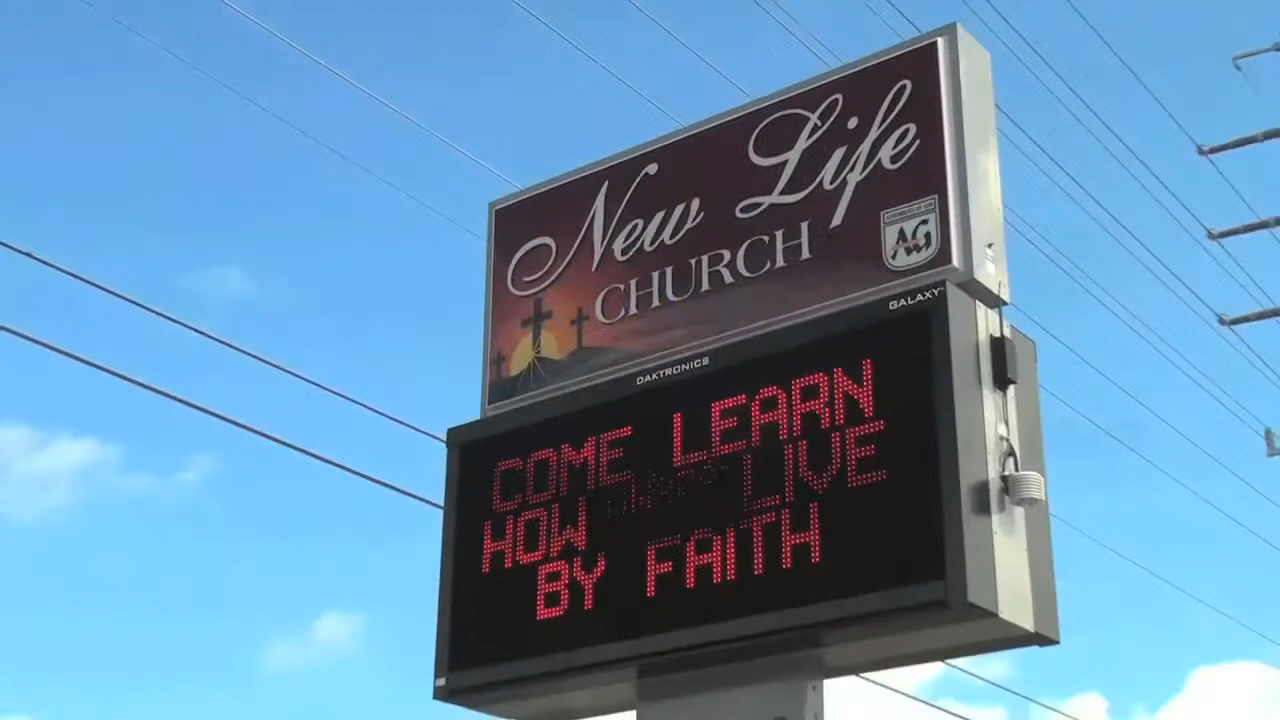 New Life
CHURCH
AG
GALAXY
DAKTRONICS
COME LEARN
HOW LIVE
BY FAITH